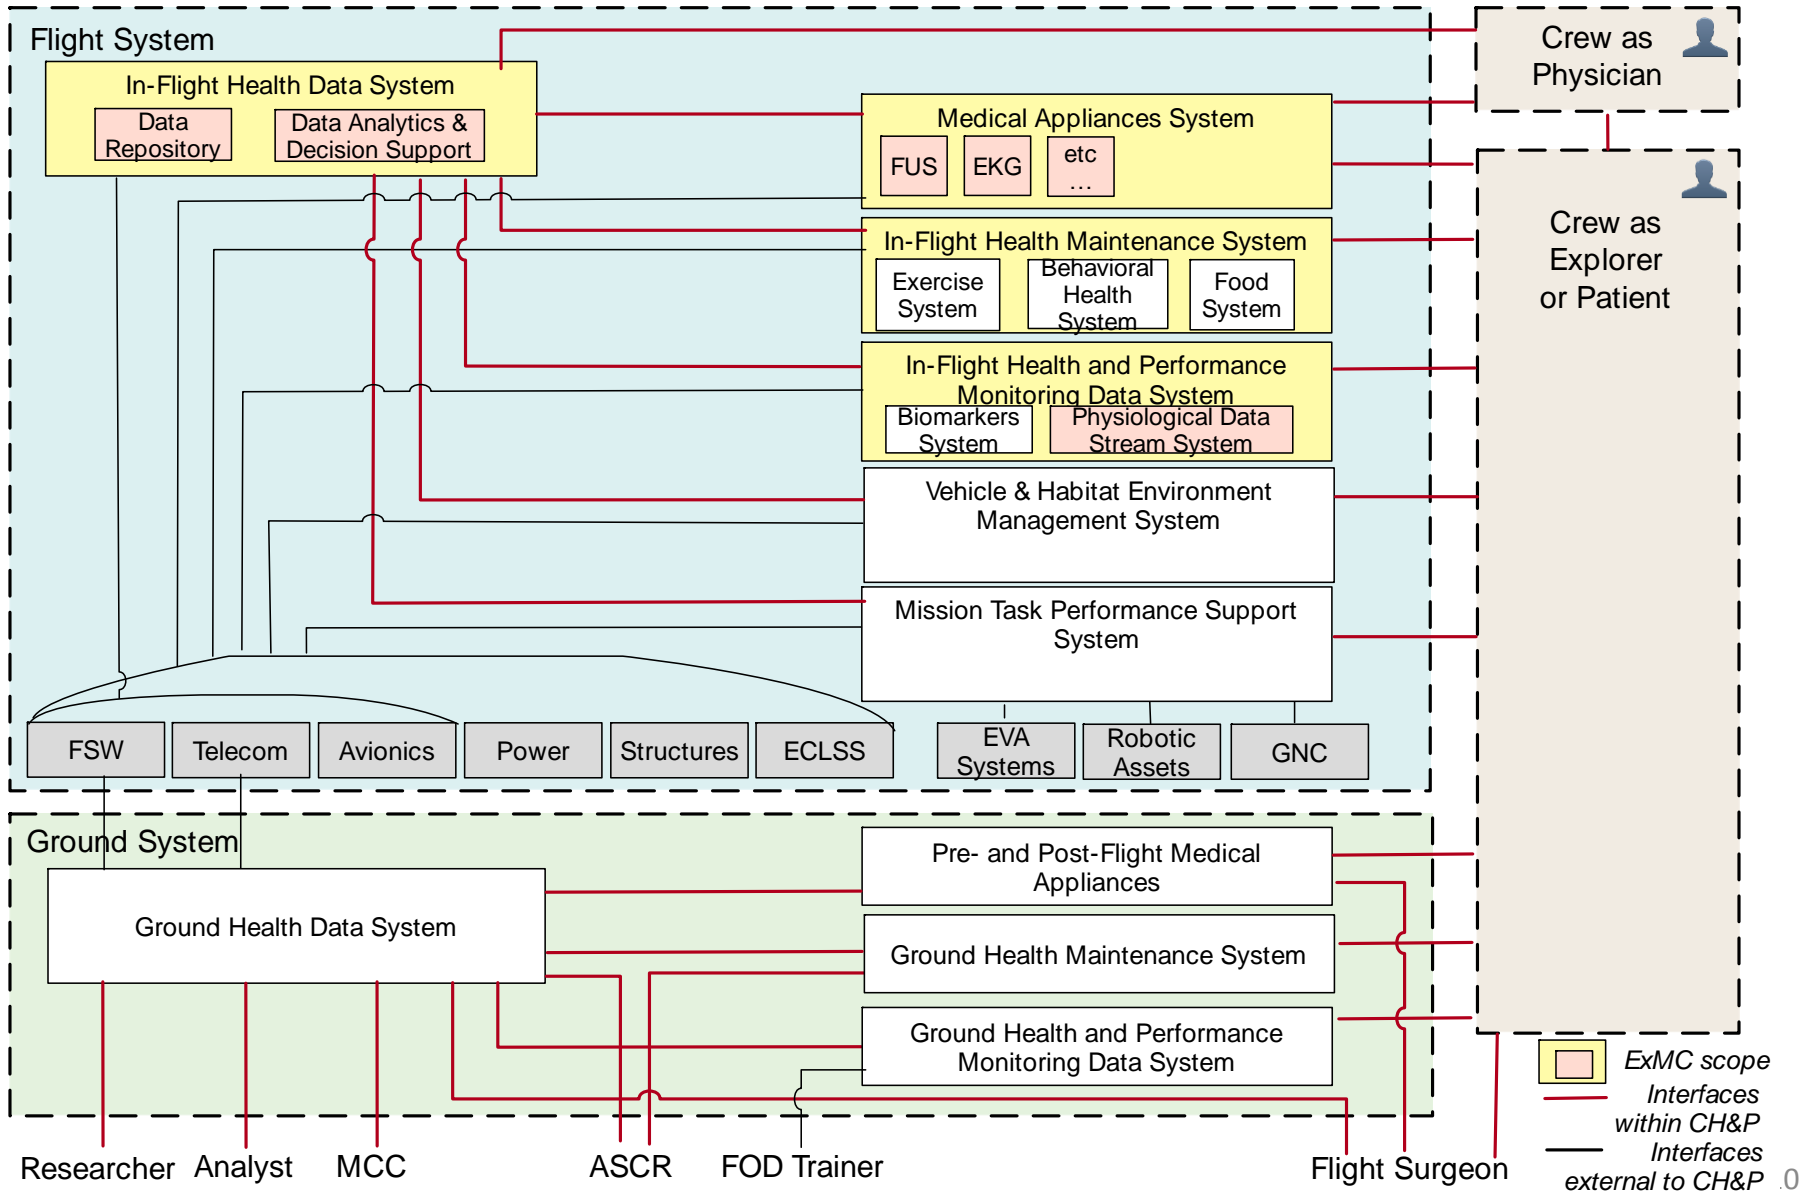 Flight System
In-Flight Health Data System
Data
Repository
Data Analytics &
Decision Support
Medical Appliances System
FUS
EKG
etc
...
In-Flight Health Maintenance System
Exercise
System
Behavioral
Health
System
Food
System
In-Flight Health and Performance
Monitoring Data System
Biomarkers
System
Physiological Data
Stream System
Vehicle & Habitat Environment
Management System
Mission Task Performance Support
System
FSW
Telecom
Avionics
Power
Structures
ECLSS
EVA
Systems
Robotic
Assets
GNC
Crew as
Physician
Crew as
Explorer
or Patient
Ground System
Ground Health Data System
Pre- and Post-Flight Medical
Appliances
Ground Health Maintenance System
Ground Health and Performance
Monitoring Data System
Researcher
Analyst
MCC
ASCR
FOD Trainer
Flight Surgeon
ExMC scope
Interfaces
within CH&P
Interfaces
external to CH&P
.0